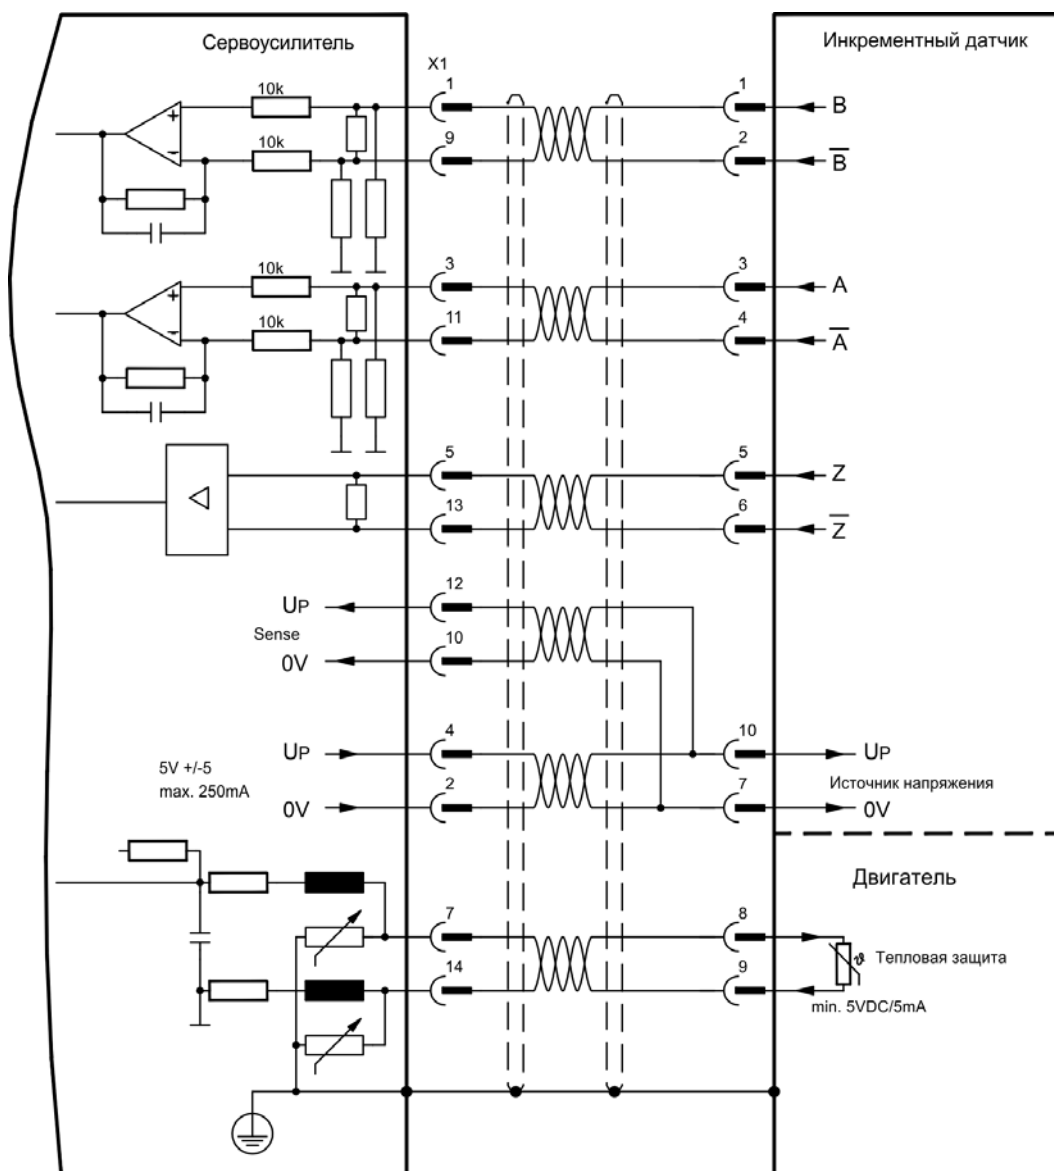 Сервоусилитель
Инкрементный датчик
X1
10k
1
1
B
+
10k
9
2
B̅
−
10k
3
3
A
+
10k
11
4
A̅
−
5
5
Z
13
6
Z̅
12
UP
Sense
10
0V
4
10
UP
UP
5V +/-5
max. 250mA
Источник напряжения
2
7
0V
0V
Двигатель
7
8
ϑ Тепловая защита
14
9
min. 5VDC/5mA